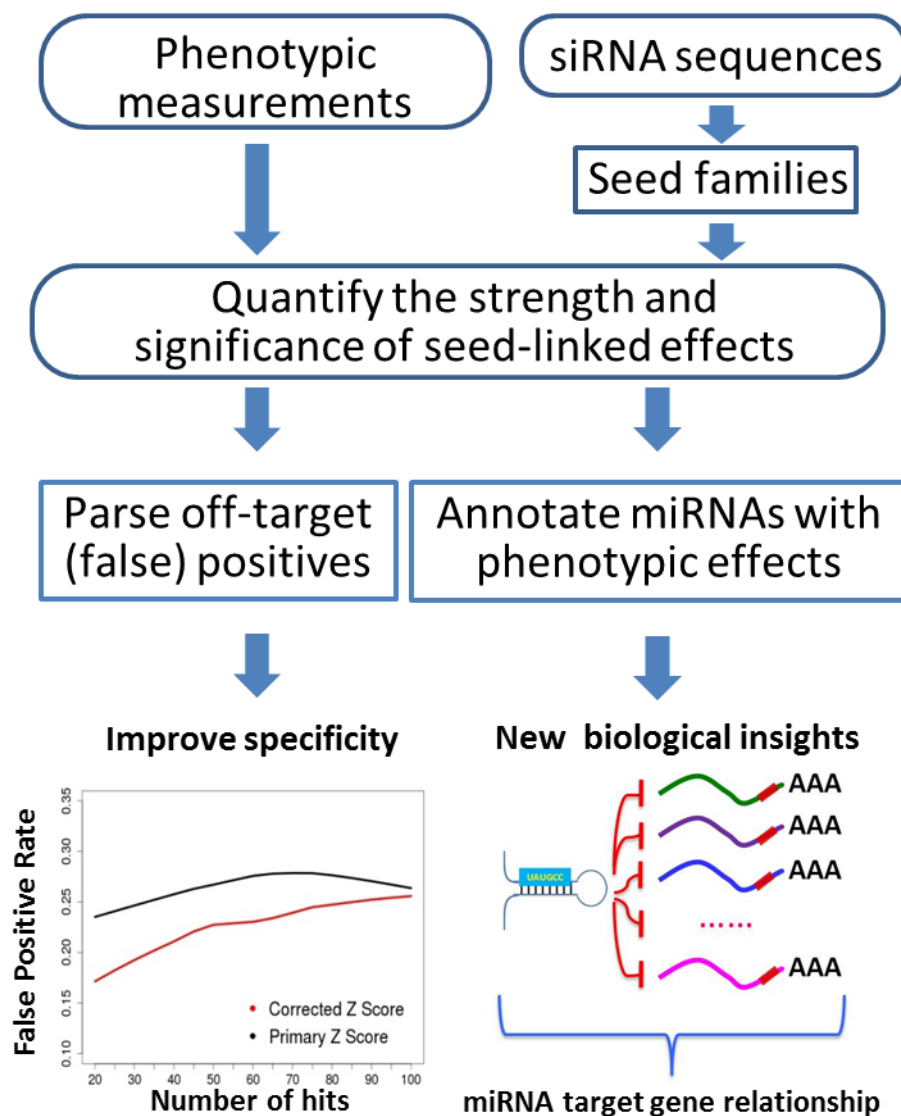 Phenotypic
measurements
siRNA sequences
Seed families
Quantify the strength and
significance of seed-linked effects
Parse off-target
(false) positives
Annotate miRNAs with
phenotypic effects
Improve specificity
False Positive Rate
0.35
0.30
0.25
0.20
0.15
0.10
Corrected Z Score
Primary Z Score
20 30 40 50 60 70 80 90 100
Number of hits
New biological insights
UAUGCC
AAA
AAA
AAA
......
AAA
miRNA target gene relationship